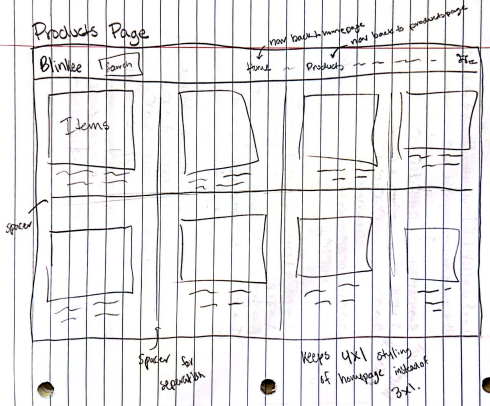 Products Page
nav back to homepage
nav back to products page
Blinkee
Search
Home
Products
Items
spacer
spacer for
separation
Keeps 4x1 styling
of homepage instead of
3x1.